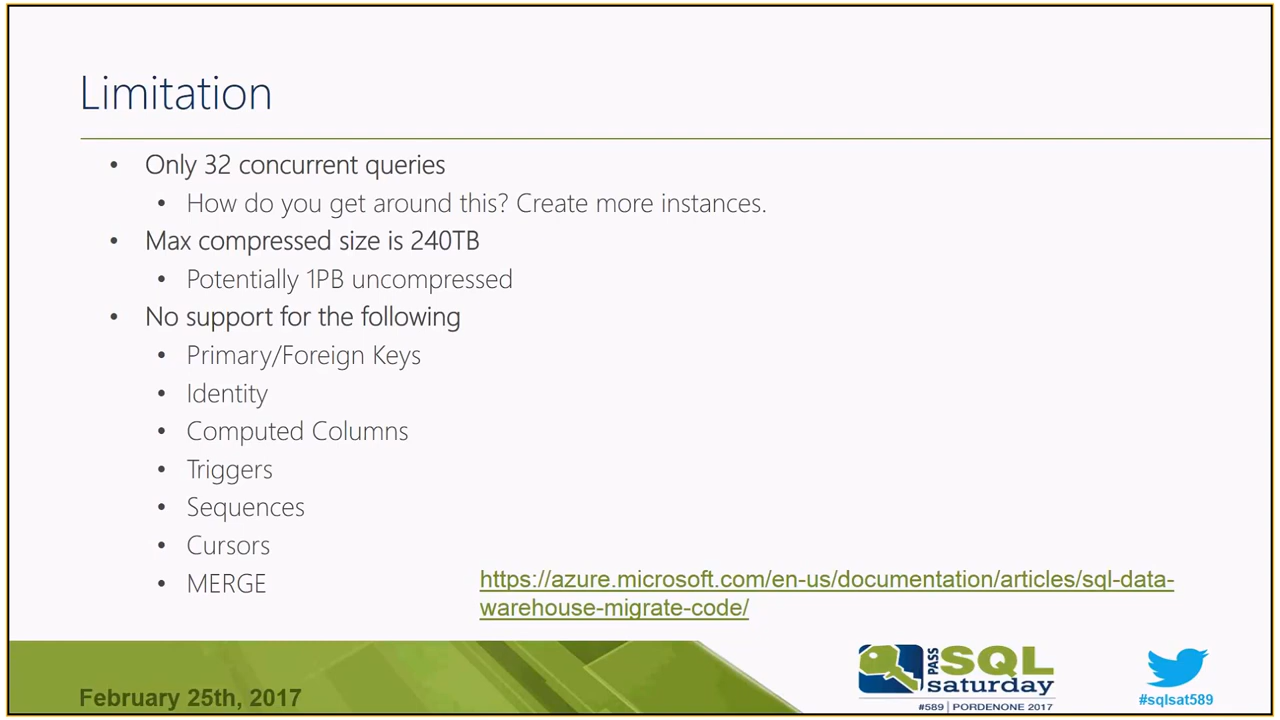 Limitation
• Only 32 concurrent queries
• How do you get around this? Create more instances.
• Max compressed size is 240TB
• Potentially 1PB uncompressed
• No support for the following
• Primary/Foreign Keys
• Identity
• Computed Columns
• Triggers
• Sequences
• Cursors
• MERGE
https://azure.microsoft.com/en-us/documentation/articles/sql-data-
warehouse-migrate-code/
February 25th, 2017
PASS SQL
saturday
#589 | PORDENONE 2017
#sqlsat589